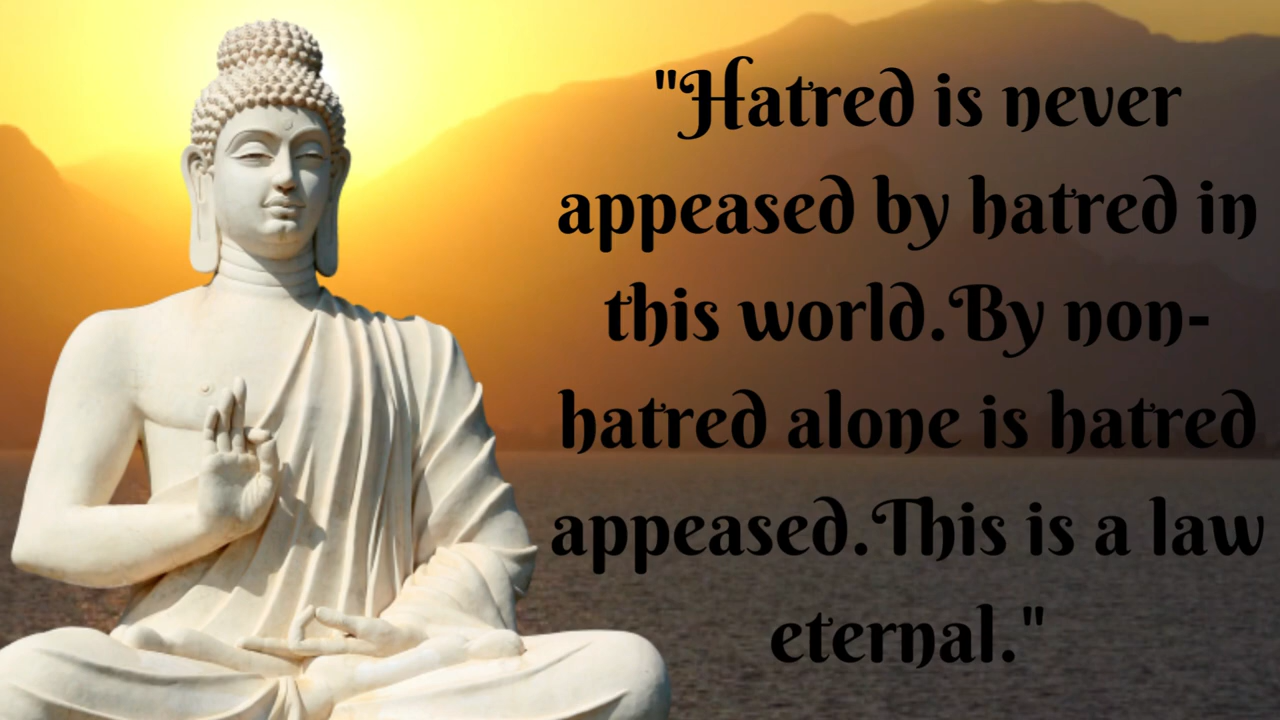 "Hatred is never
appeased by hatred in
this world.By non-
hatred alone is hatred
appeased.This is a law
eternal."